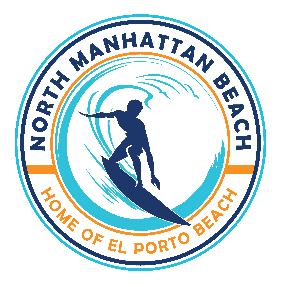 NORTH MANHATTAN BEACH
HOME OF EL PORTO BEACH